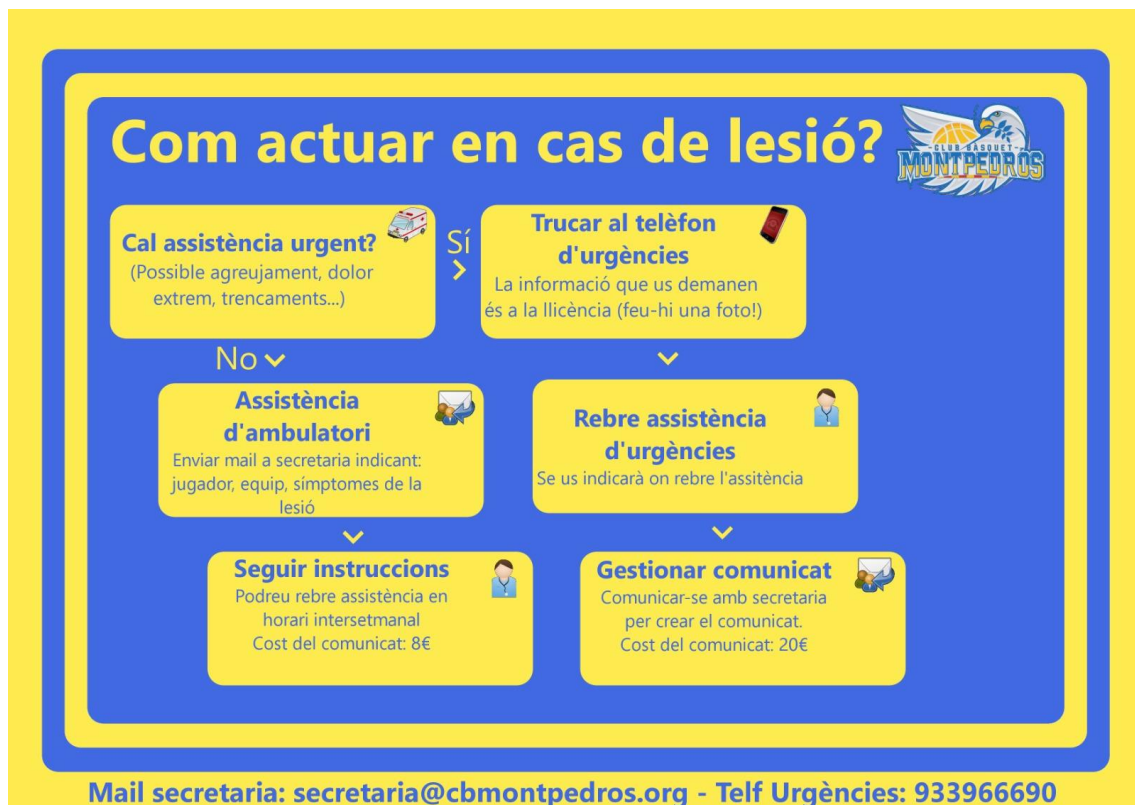 Com actuar en cas de lesió?
CLUB BÀSQUET
MONTPEDRÓS
Cal assistència urgent?
(Possible agreujament, dolor
extrem, trencaments...)
Sí
Trucar al telèfon
d'urgències
La informació que us demanen
és a la llicència (feu-hi una foto!)
No
Assistència
d'ambulatori
Enviar mail a secretaria indicant:
jugador, equip, símptomes de la
lesió
Rebre assistència
d'urgències
Se us indicarà on rebre l'assitència
Seguir instruccions
Podreu rebre assistència en
horari intersetmanal
Cost del comunicat: 8€
Gestionar comunicat
Comunicar-se amb secretaria
per crear el comunicat.
Cost del comunicat: 20€
Mail secretaria: secretaria@cbmontpedros.org - Telf Urgències: 933966690